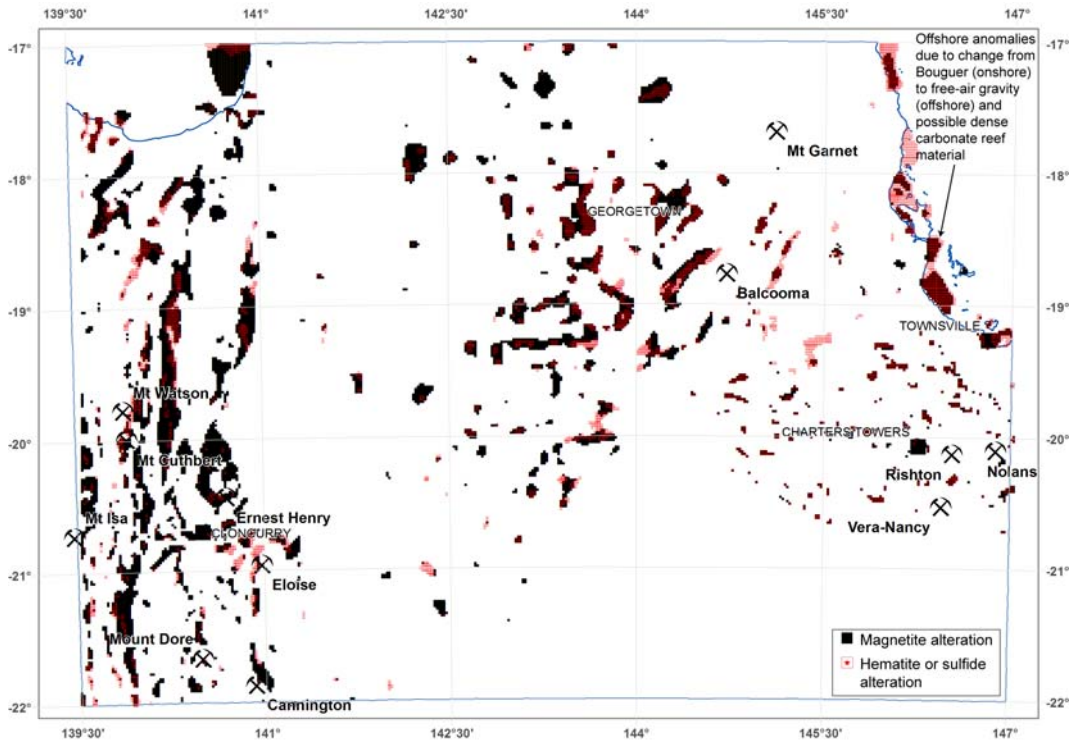 139°30'
141°
142°30'
144°
145°30'
147°
-17°
-17°
Offshore anomalies
due to change from
Bouguer (onshore)
to free-air gravity
(offshore) and
possible dense
carbonate reef
material
Mt Garnet
-18°
-18°
GEORGETOWN
Balcooma
-19°
-19°
TOWNSVILLE
Mt Watson
CHARTERS TOWERS
-20°
-20°
Mt Cuthbert
Rishton
Nolans
Mt Isa
Ernest Henry
Vera-Nancy
CLONCURRY
Eloise
-21°
-21°
Mount Dore
Magnetite alteration
Hematite or sulfide
alteration
Cannington
-22°
-22°
139°30'
141°
142°30'
144°
145°30'
147°